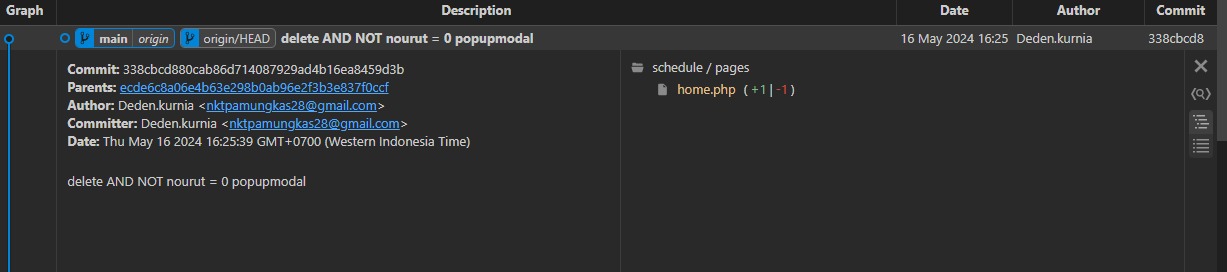 Graph Description Date Author Commit
main origin origin/HEAD delete AND NOT nourut = 0 popupmodal 16 May 2024 16:25 Deden.kurnia 338cbcd8
Commit: 338cbcd880cab86d714087929ad4b16ea8459d3b
Parents: ecde6c8a06e4b63e298b0ab96e2f3b3e837f0ccf
Author: Deden.kurnia <nktpamungkas28@gmail.com>
Committer: Deden.kurnia <nktpamungkas28@gmail.com>
Date: Thu May 16 2024 16:25:39 GMT+0700 (Western Indonesia Time)
delete AND NOT nourut = 0 popupmodal
schedule / pages
home.php (+1|-1)